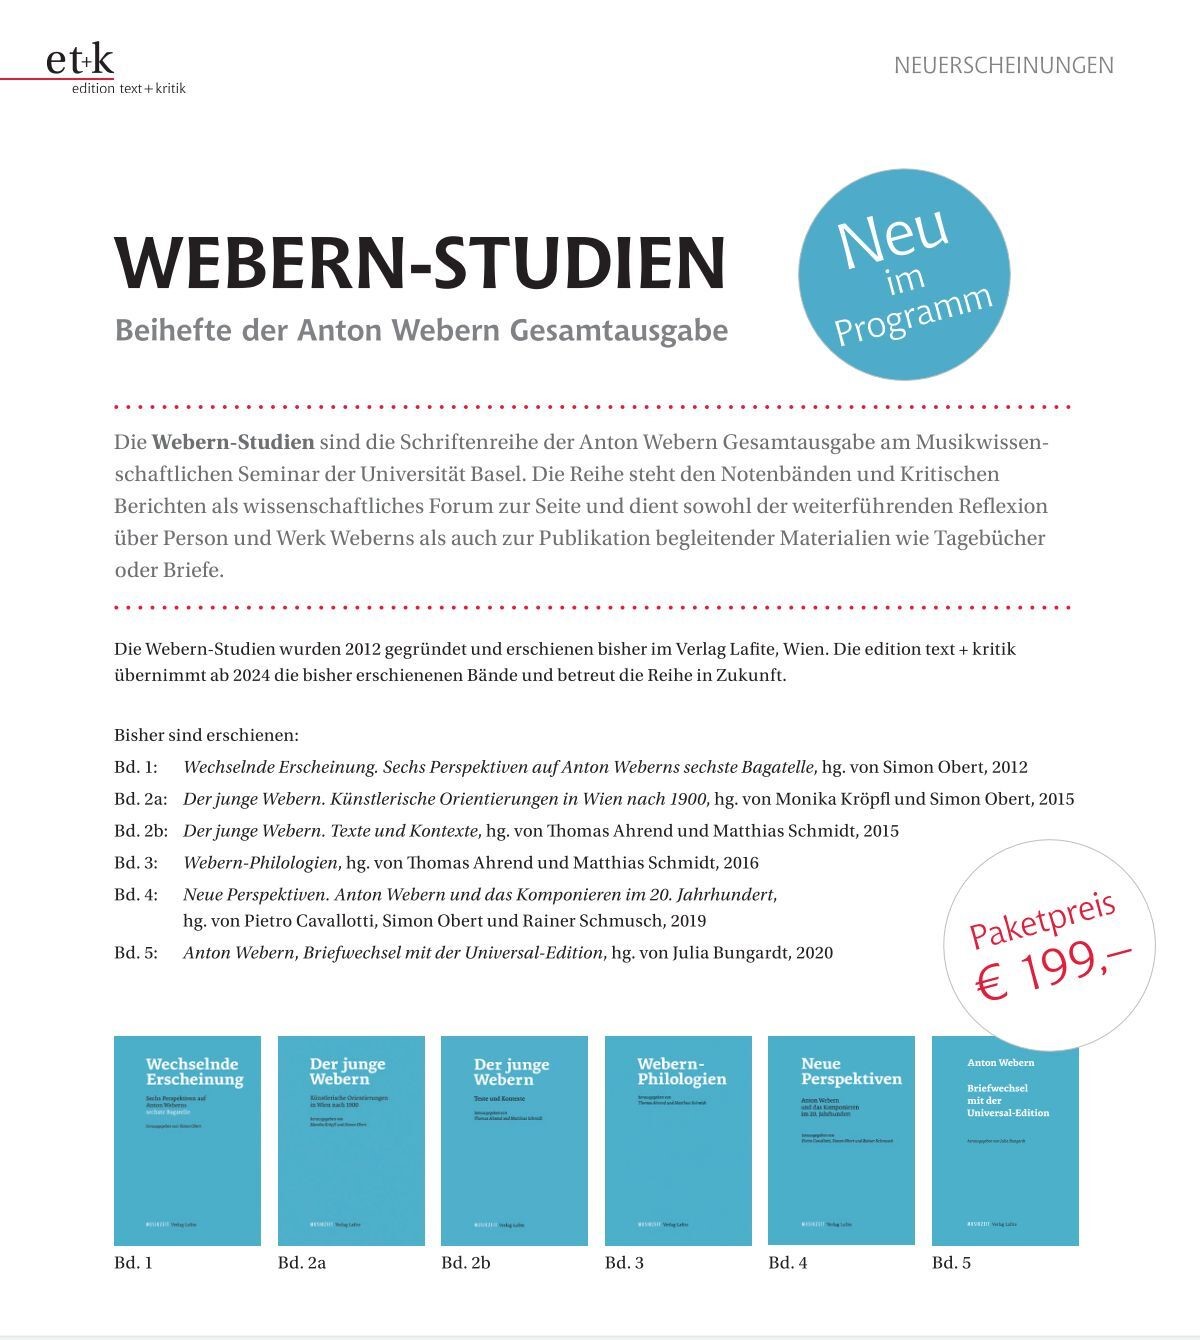 et+k
edition text + kritik
NEUERSCHEINUNGEN
WEBERN-STUDIEN
Beihefte der Anton Webern Gesamtausgabe
Neu
im
Programm
Die Webern-Studien sind die Schriftenreihe der Anton Webern Gesamtausgabe am Musikwissen-
schaftlichen Seminar der Universität Basel. Die Reihe steht den Notenbänden und Kritischen
Berichten als wissenschaftliches Forum zur Seite und dient sowohl der weiterführenden Reflexion
über Person und Werk Weberns als auch zur Publikation begleitender Materialien wie Tagebücher
oder Briefe.
Die Webern-Studien wurden 2012 gegründet und erschienen bisher im Verlag Lafite, Wien. Die edition text + kritik
übernimmt ab 2024 die bisher erschienenen Bände und betreut die Reihe in Zukunft.
Bisher sind erschienen:
Bd. 1: Wechselnde Erscheinung. Sechs Perspektiven auf Anton Weberns sechste Bagatelle, hg. von Simon Obert, 2012
Bd. 2a: Der junge Webern. Künstlerische Orientierungen in Wien nach 1900, hg. von Monika Kröpfl und Simon Obert, 2015
Bd. 2b: Der junge Webern. Texte und Kontexte, hg. von Thomas Ahrend und Matthias Schmidt, 2015
Bd. 3: Webern-Philologien, hg. von Thomas Ahrend und Matthias Schmidt, 2016
Bd. 4: Neue Perspektiven. Anton Webern und das Komponieren im 20. Jahrhundert,
hg. von Pietro Cavallotti, Simon Obert und Rainer Schmusch, 2019
Bd. 5: Anton Webern, Briefwechsel mit der Universal-Edition, hg. von Julia Bungardt, 2020
Paketpreis
€ 199,–
Wechselnde
Erscheinung
Sechs Perspektiven auf
Anton Weberns
sechste Bagatelle
herausgegeben von Simon Obert
MUSIKZEIT Verlag Lafite
Bd. 1
Der junge
Webern
Künstlerische Orientierungen
in Wien nach 1900
herausgegeben von
Monika Kröpfl und Simon Obert
MUSIKZEIT Verlag Lafite
Bd. 2a
Der junge
Webern
Texte und Kontexte
herausgegeben von
Thomas Ahrend und Matthias Schmidt
MUSIKZEIT Verlag Lafite
Bd. 2b
Webern-
Philologien
herausgegeben von
Thomas Ahrend und Matthias Schmidt
MUSIKZEIT Verlag Lafite
Bd. 3
Neue
Perspektiven
Anton Webern
und das Komponieren
im 20. Jahrhundert
herausgegeben von
Pietro Cavallotti, Simon Obert und Rainer Schmusch
MUSIKZEIT Verlag Lafite
Bd. 4
Anton Webern
Briefwechsel
mit der
Universal-Edition
herausgegeben von Julia Bungardt
MUSIKZEIT Verlag Lafite
Bd. 5